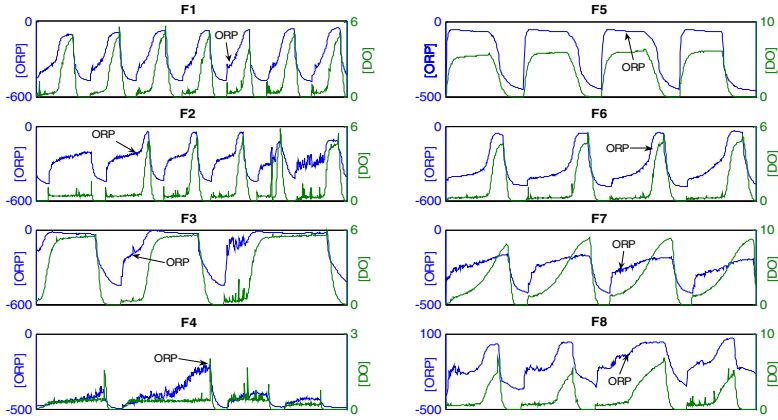 F1
0
6
[ORP]
ORP
[DO]
-600
0
F2
0
6
[ORP]
ORP
[DO]
-600
0
F3
0
6
[ORP]
ORP
[DO]
-600
0
F4
0
3
[ORP]
ORP
[DO]
-500
0
F5
0
10
[ORP]
ORP
[DO]
-500
0
F6
0
6
[ORP]
ORP
[DO]
-600
0
F7
0
10
[ORP]
ORP
[DO]
-500
0
F8
100
10
[ORP]
ORP
[DO]
-500
0